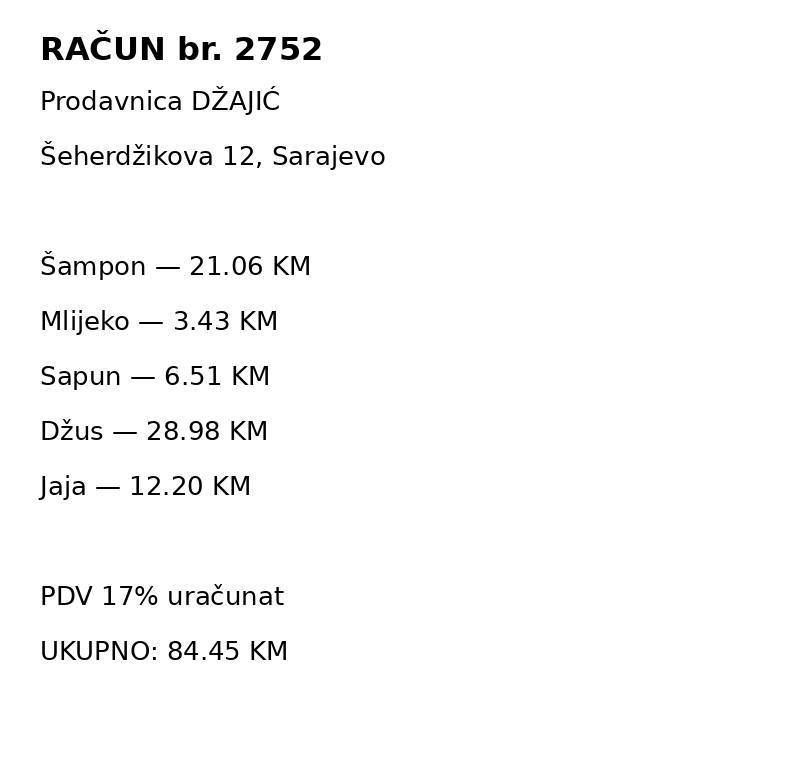 RAČUN br. 2752
Prodavnica DŽAJIĆ
Šeherdžikova 12, Sarajevo
Šampon — 21.06 KM
Mlijeko — 3.43 KM
Sapun — 6.51 KM
Džus — 28.98 KM
Jaja — 12.20 KM
PDV 17% uračunat
UKUPNO: 84.45 KM